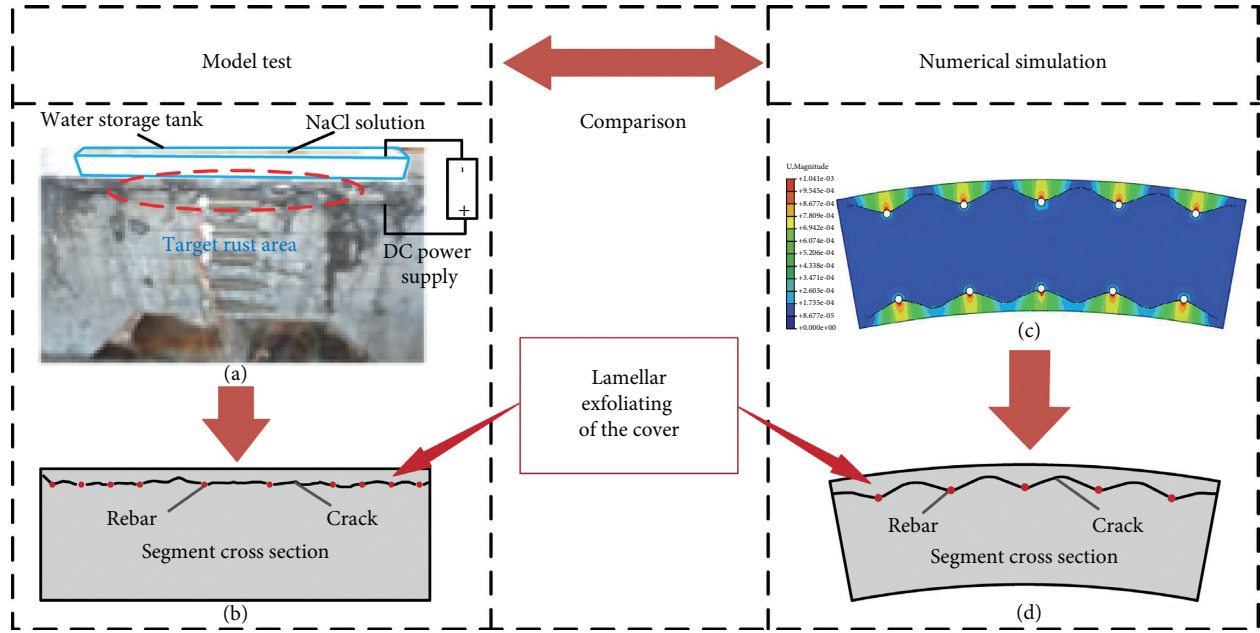 Model test
Numerical simulation
Comparison
Water storage tank
NaCl solution
-
+
Target rust area
DC power
supply
(a)
U,Magnitude
+1.041e-03
+9.545e-04
+8.677e-04
+7.809e-04
+6.942e-04
+6.074e-04
+5.206e-04
+4.338e-04
+3.471e-04
+2.603e-04
+1.735e-04
+8.677e-05
+0.000e+00
(c)
Lamellar
exfoliating
of the cover
Rebar
Crack
Segment cross section
(b)
Rebar
Crack
Segment cross section
(d)